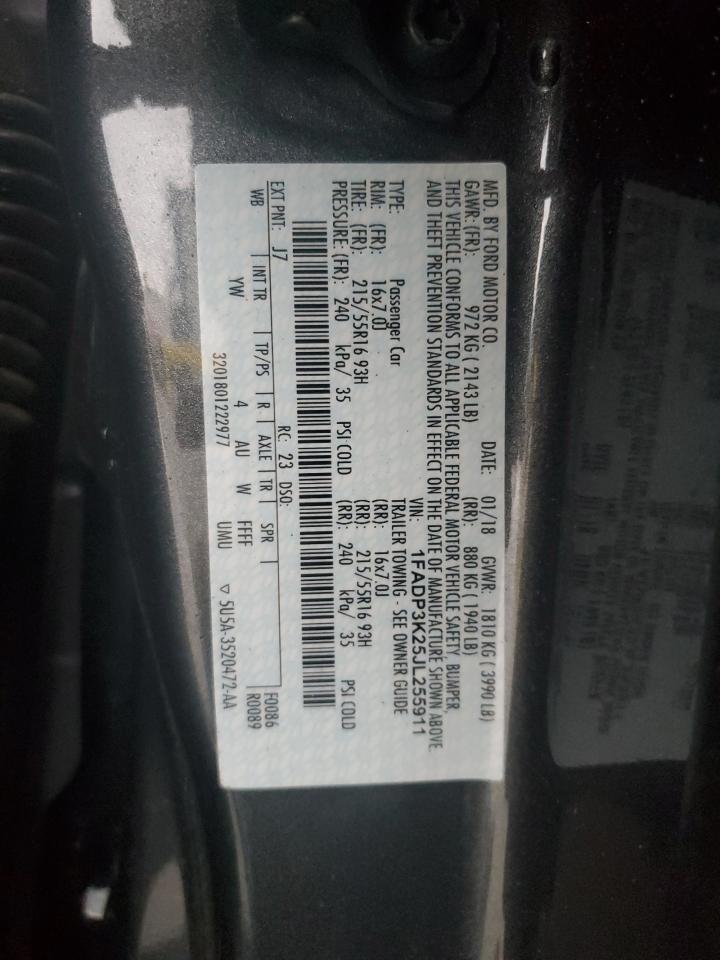 MFD. BY FORD MOTOR CO.
DATE: 01/18 GVWR: 1810 KG ( 3990 LB)
GAWR: (FR): 972 KG ( 2143 LB) (RR): 880 KG ( 1940 LB)
THIS VEHICLE CONFORMS TO ALL APPLICABLE FEDERAL MOTOR VEHICLE SAFETY, BUMPER,
AND THEFT PREVENTION STANDARDS IN EFFECT ON THE DATE OF MANUFACTURE SHOWN ABOVE.
VIN: 1FADP3K25JL255911
TYPE: Passenger Car TRAILER TOWING - SEE OWNER GUIDE
RIM: (FR): 16x7.0J (RR): 16x7.0J
TIRE: (FR): 215/55R16 93H (RR): 215/55R16 93H
PRESSURE: (FR): 240 kPa/ 35 PSI COLD (RR): 240 kPa/ 35 PSI COLD
EXT PNT: J7 RC: 23 DSO: F0086
WB INT TR TP/PS R AXLE TR SPR R0089
YW 4 AU W FFFF
3201801222977 UMU ▽ 5U5A-3520472-AA